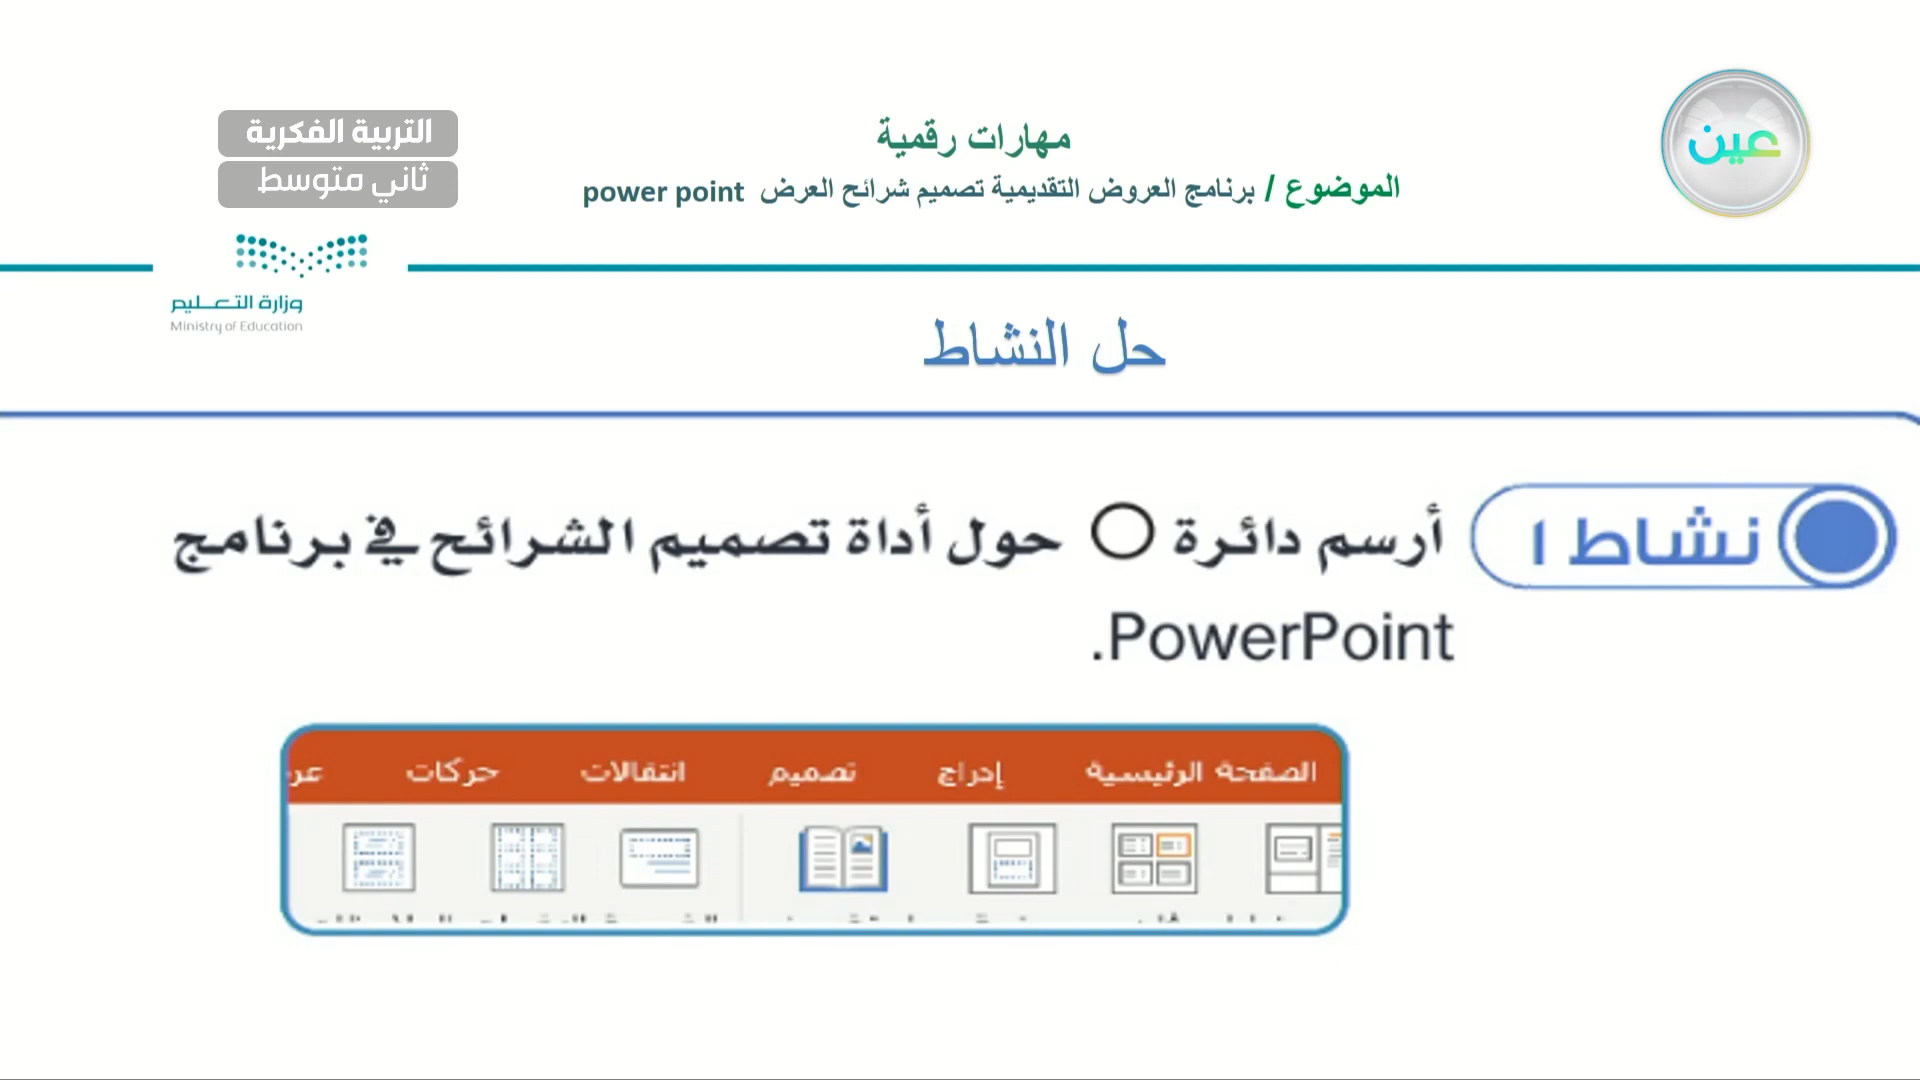 عين
مهارات رقمية
الموضوع / برنامج العروض التقديمية تصميم شرائح العرض power point
التربية الفكرية
ثاني متوسط
وزارة التعليم
Ministry of Education
حل النشاط
نشاط ١ أرسم دائرة حول أداة تصميم الشرائح في برنامج
PowerPoint.
الصفحة الرئيسية إدراج تصميم انتقالات حركات عر